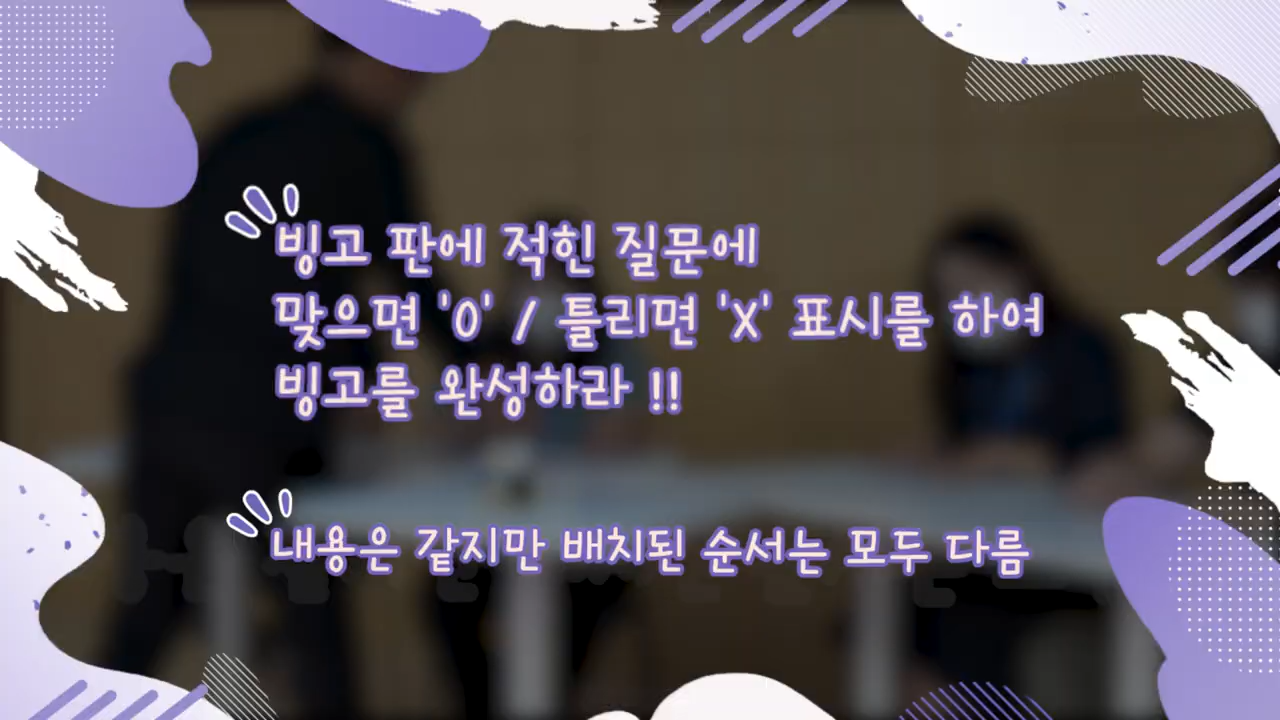 빙고 판에 적힌 질문에
맞으면 'O' / 틀리면 'X' 표시를 하여
빙고를 완성하라 !!
내용은 같지만 배치된 순서는 모두 다름